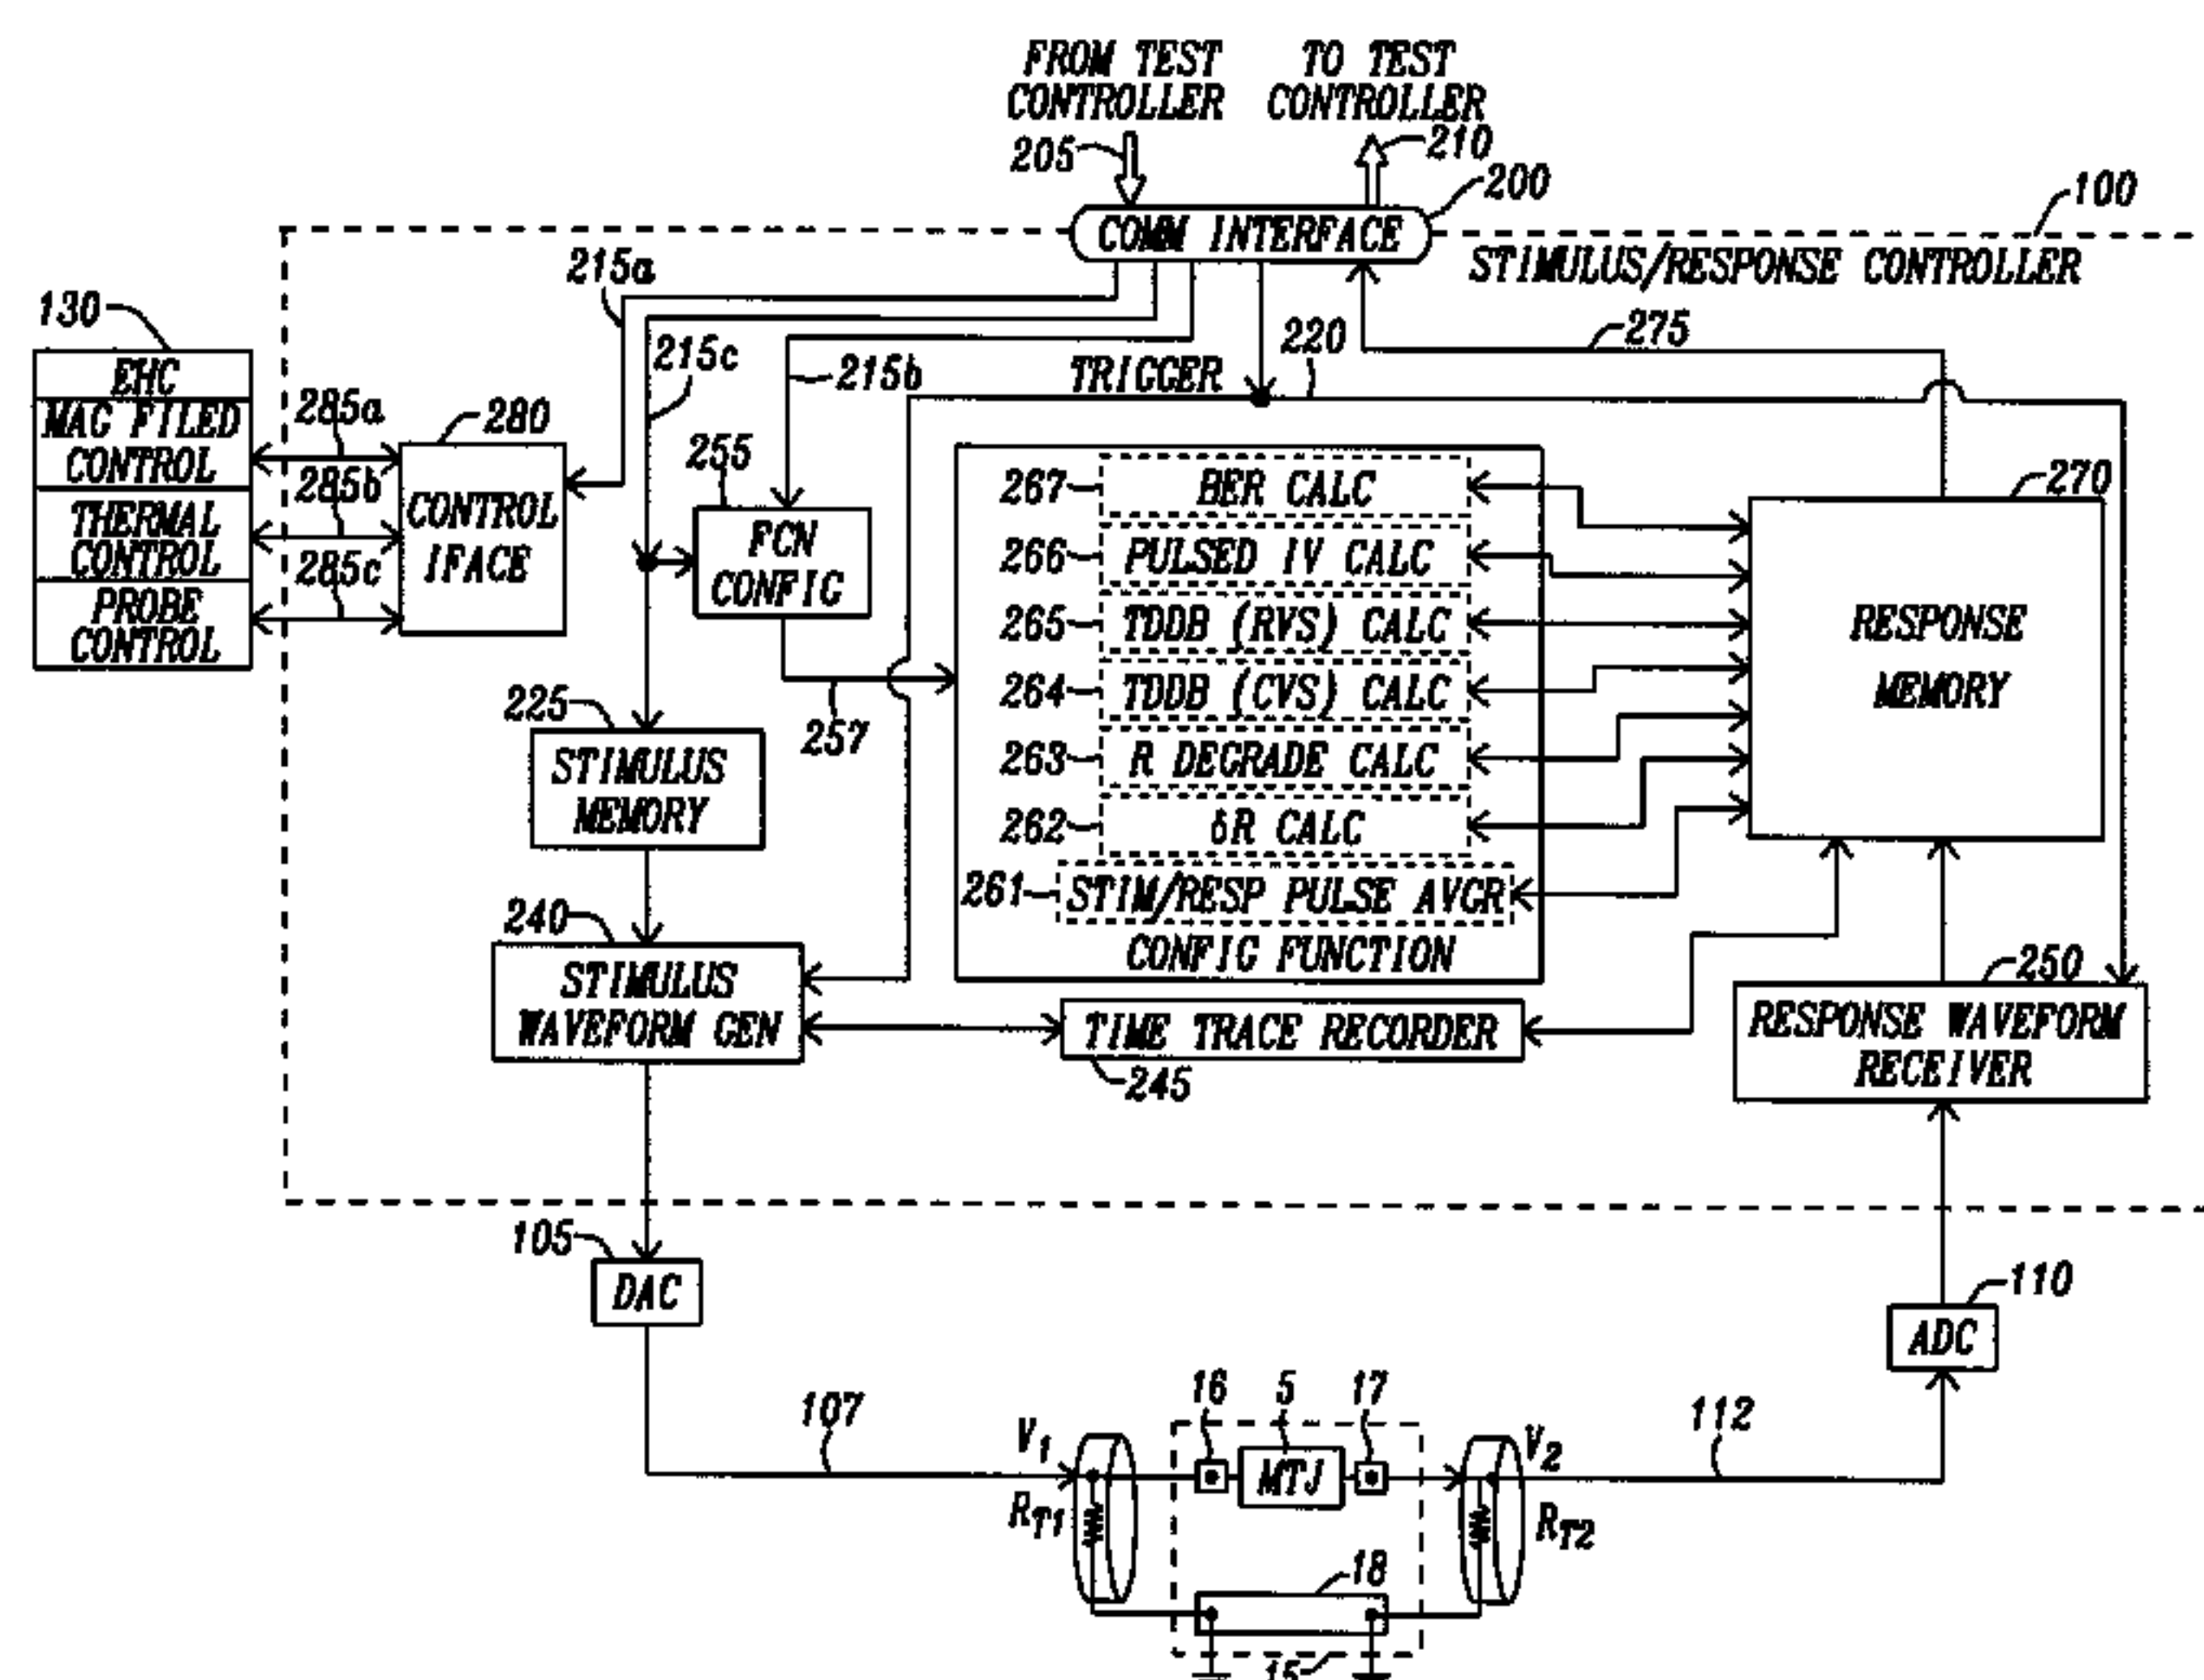 FROM TEST
CONTROLLER
TO TEST
CONTROLLER
205
210
200
100
COMM INTERFACE
STIMULUS/RESPONSE CONTROLLER
215a
130
215c
215b
TRIGGER
220
275
EHC
MAG FILED
CONTROL
THERMAL
CONTROL
PROBE
CONTROL
285a
285b
285c
280
CONTROL
IFACE
255
FCN
CONFIG
257
267
BER CALC
266
PULSED IV CALC
265
TDDB (RVS) CALC
264
TDDB (CVS) CALC
263
R DEGRADE CALC
262
δR CALC
261
STIM/RESP PULSE AVGR
CONFIG FUNCTION
270
RESPONSE
MEMORY
225
STIMULUS
MEMORY
240
STIMULUS
WAVEFORM GEN
TIME TRACE RECORDER
245
250
RESPONSE WAVEFORM
RECEIVER
105
DAC
110
ADC
107
V1
RT1
16
5
17
MTJ
V2
RT2
112
18
15